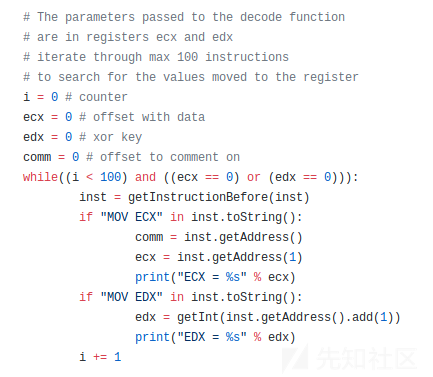 # The parameters passed to the decode function
# are in registers ecx and edx
# iterate through max 100 instructions
# to search for the values moved to the register
i = 0 # counter
ecx = 0 # offset with data
edx = 0 # xor key
comm = 0 # offset to comment on
while((i < 100) and ((ecx == 0) or (edx == 0))):
        inst = getInstructionBefore(inst)
        if "MOV ECX" in inst.toString():
                comm = inst.getAddress()
                ecx = inst.getAddress(1)
                print("ECX = %s" % ecx)
        if "MOV EDX" in inst.toString():
                edx = getInt(inst.getAddress().add(1))
                print("EDX = %s" % edx)
        i += 1
先知社区